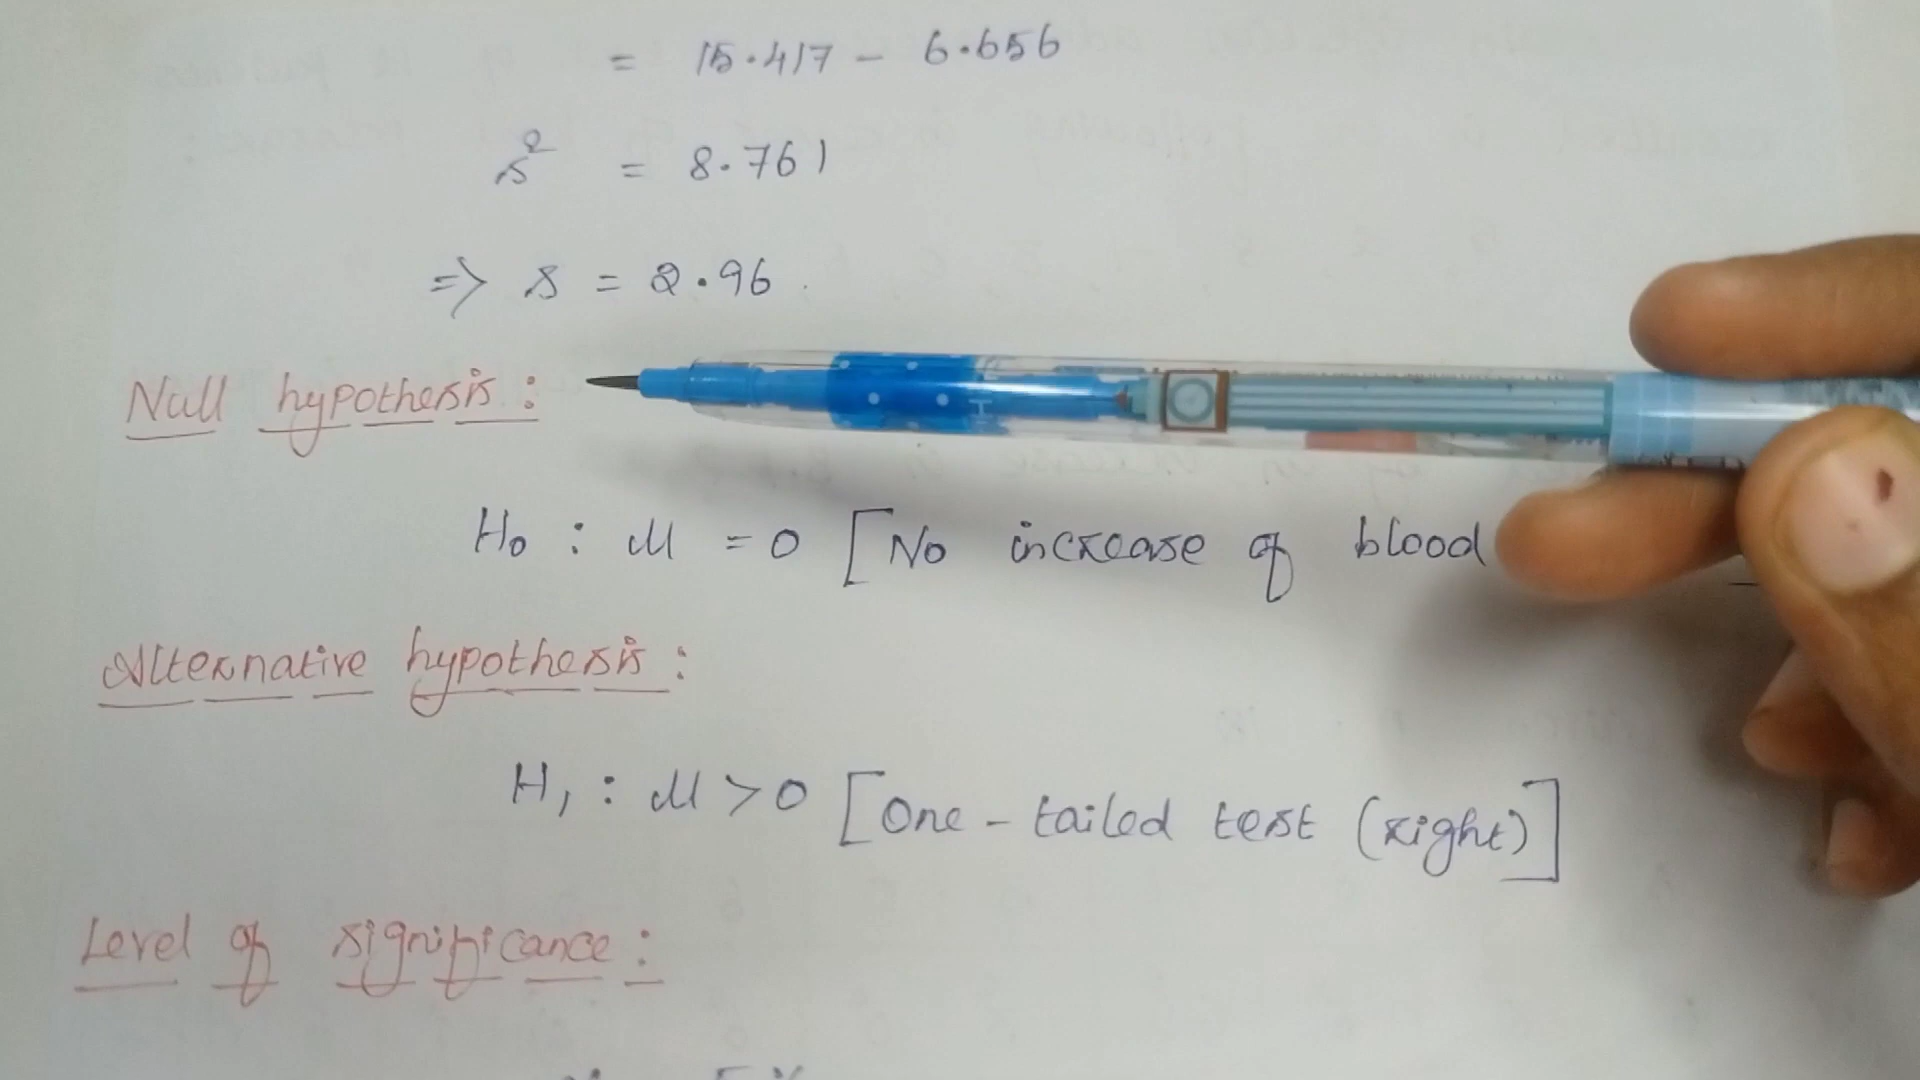 = 15.417 - 6.656
s² = 8.761
=> s = 2.96.
Null hypothesis :
H₀ : μ = 0 [No increase of blood
Alternative hypothesis :
H₁ : μ > 0 [One-tailed test (right)]
Level of significance :